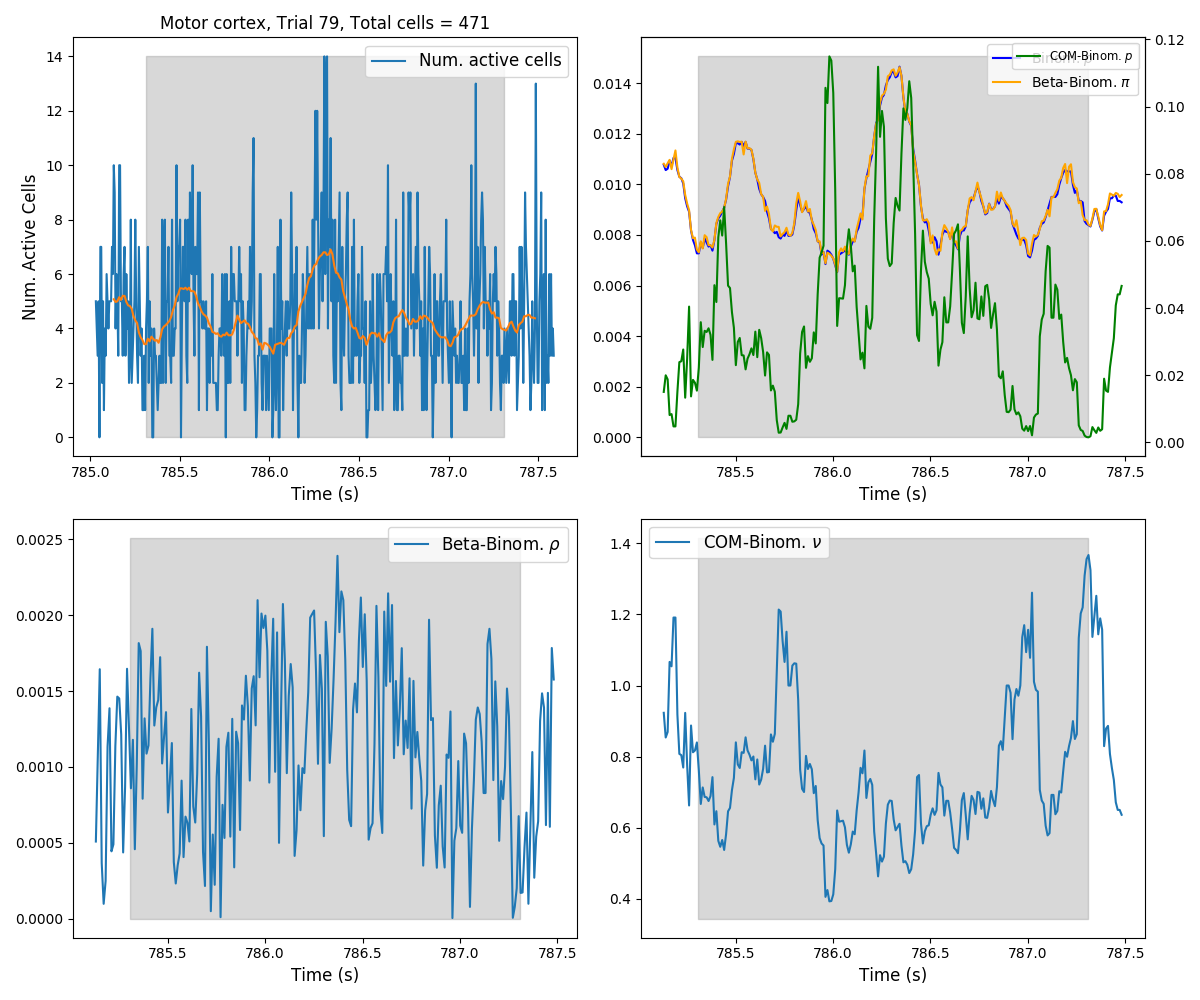 Motor cortex, Trial 79, Total cells = 471
Num. Active Cells
14
12
10
8
6
4
2
0
Num. active cells
785.0 785.5 786.0 786.5 787.0 787.5
Time (s)
0.014
0.012
0.010
0.008
0.006
0.004
0.002
0.000
COM-Binom. p
Beta-Binom. π
0.12
0.10
0.08
0.06
0.04
0.02
0.00
785.5 786.0 786.5 787.0 787.5
Time (s)
0.0025
0.0020
0.0015
0.0010
0.0005
0.0000
Beta-Binom. ρ
785.5 786.0 786.5 787.0 787.5
Time (s)
1.4
1.2
1.0
0.8
0.6
0.4
COM-Binom. ν
785.5 786.0 786.5 787.0 787.5
Time (s)